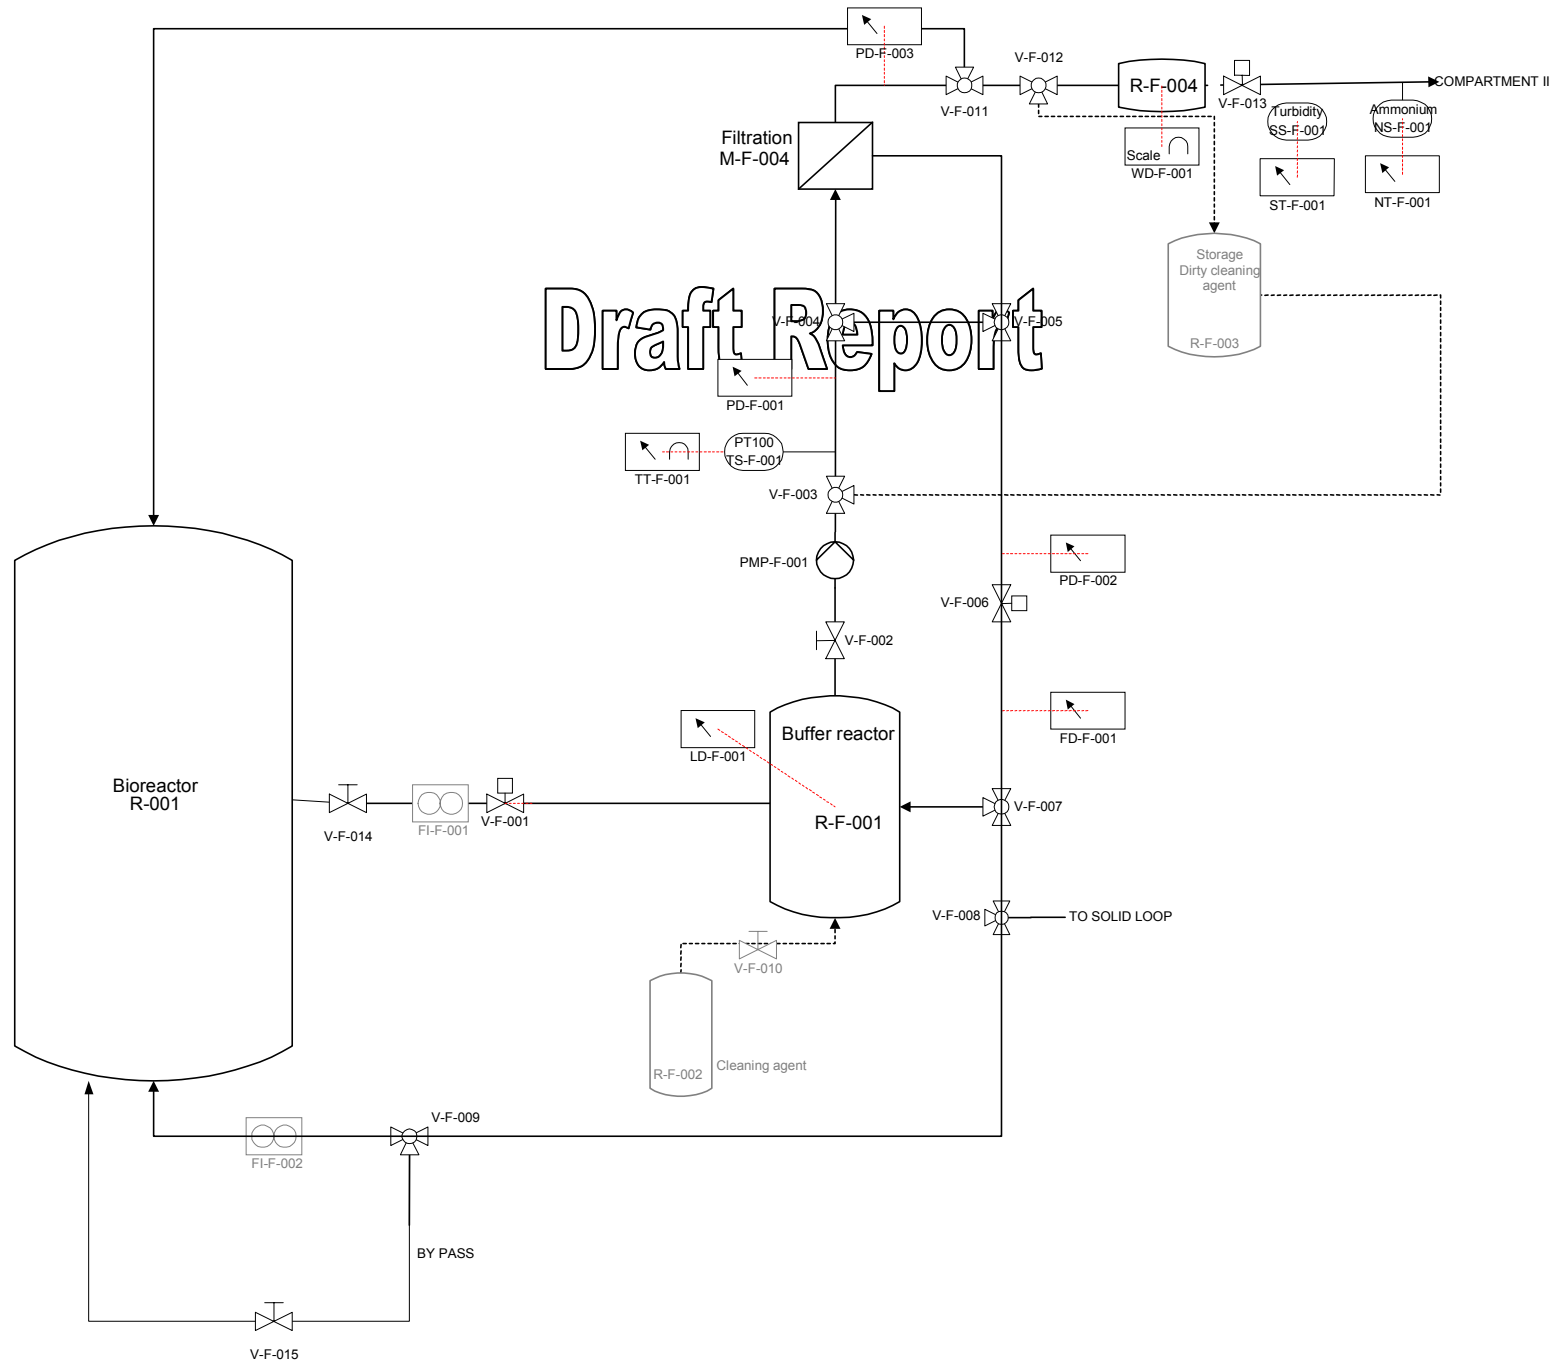 PD-F-003
V-F-012
V-F-011
R-F-004
V-F-013
COMPARTMENT II
Turbidity
SS-F-001
Ammonium
NS-F-001
Filtration
M-F-004
Scale
WD-F-001
ST-F-001
NT-F-001
Storage
Dirty cleaning
agent
R-F-003
Draft Report
V-F-004
V-F-005
PD-F-001
PT100
TS-F-001
TT-F-001
V-F-003
PMP-F-001
PD-F-002
V-F-006
V-F-002
LD-F-001
Buffer reactor
R-F-001
FD-F-001
Bioreactor
R-001
V-F-014
FI-F-001
V-F-001
V-F-007
V-F-008
TO SOLID LOOP
V-F-010
R-F-002
Cleaning agent
V-F-009
FI-F-002
BY PASS
V-F-015